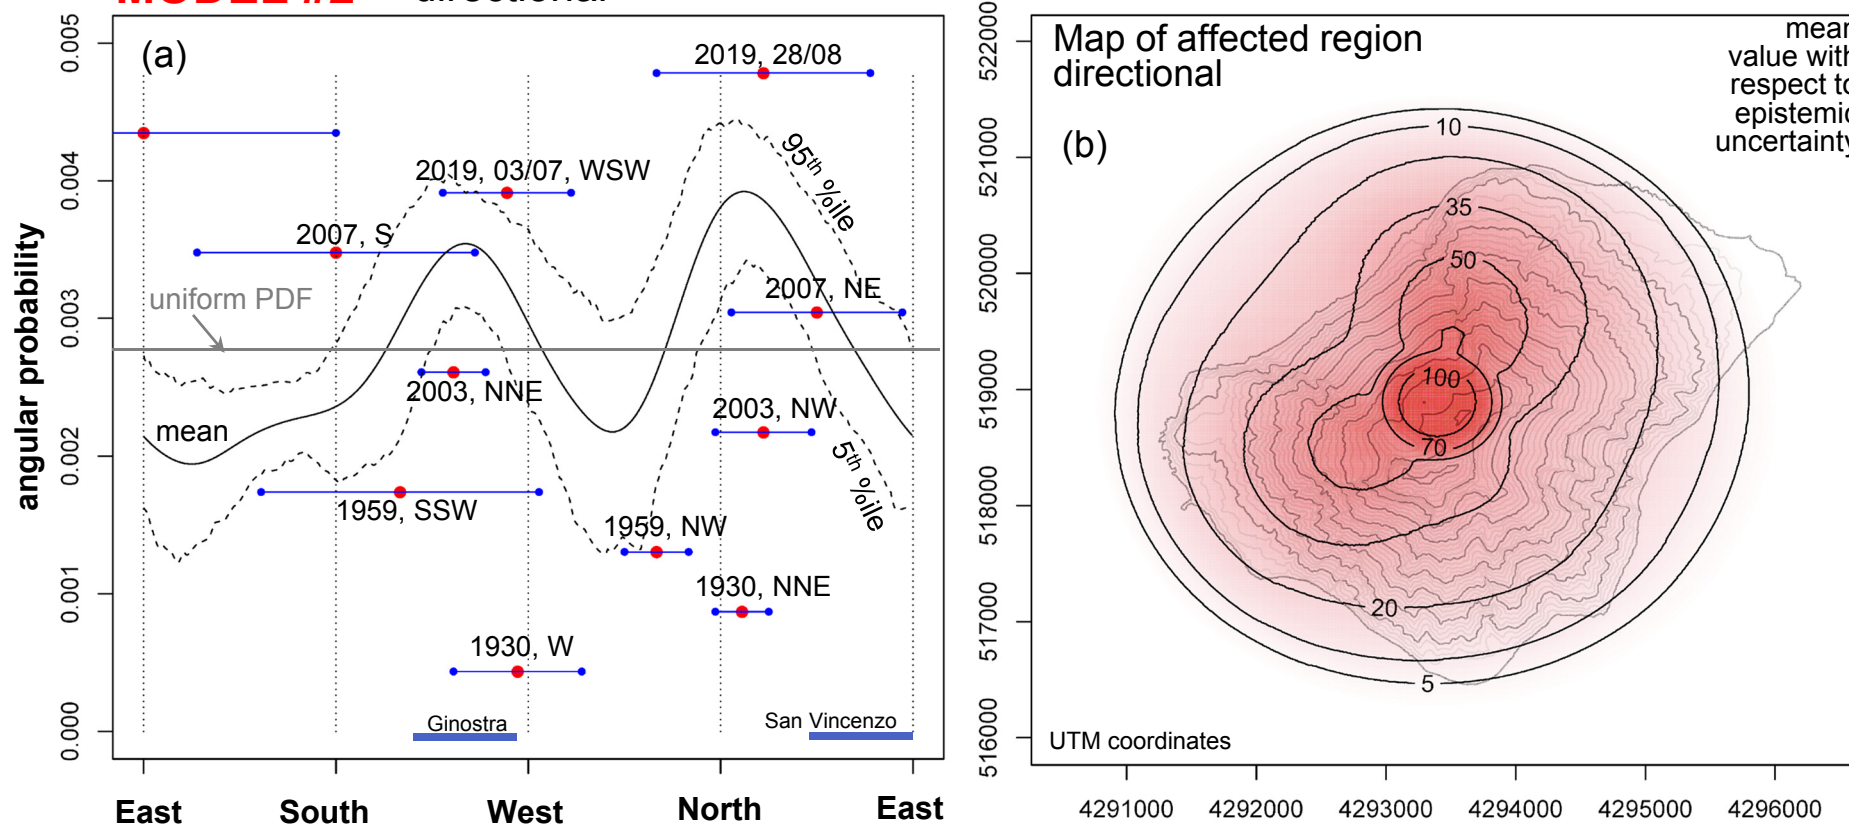 MODEL #2
directional
(a)
0.005
0.004
0.003
0.002
0.001
0.000
angular probability
2019, 28/08
2019, 03/07, WSW
95th %ile
2007, S
uniform PDF
2007, NE
2003, NNE
2003, NW
mean
5th %ile
1959, SSW
1959, NW
1930, NNE
1930, W
Ginostra
San Vincenzo
East
South
West
North
East
Map of affected region
directional
(b)
mean
value with
respect to
epistemic
uncertainty
10
35
50
100
70
20
5
UTM coordinates
522000
521000
520000
519000
518000
517000
516000
4291000
4292000
4293000
4294000
4295000
4296000